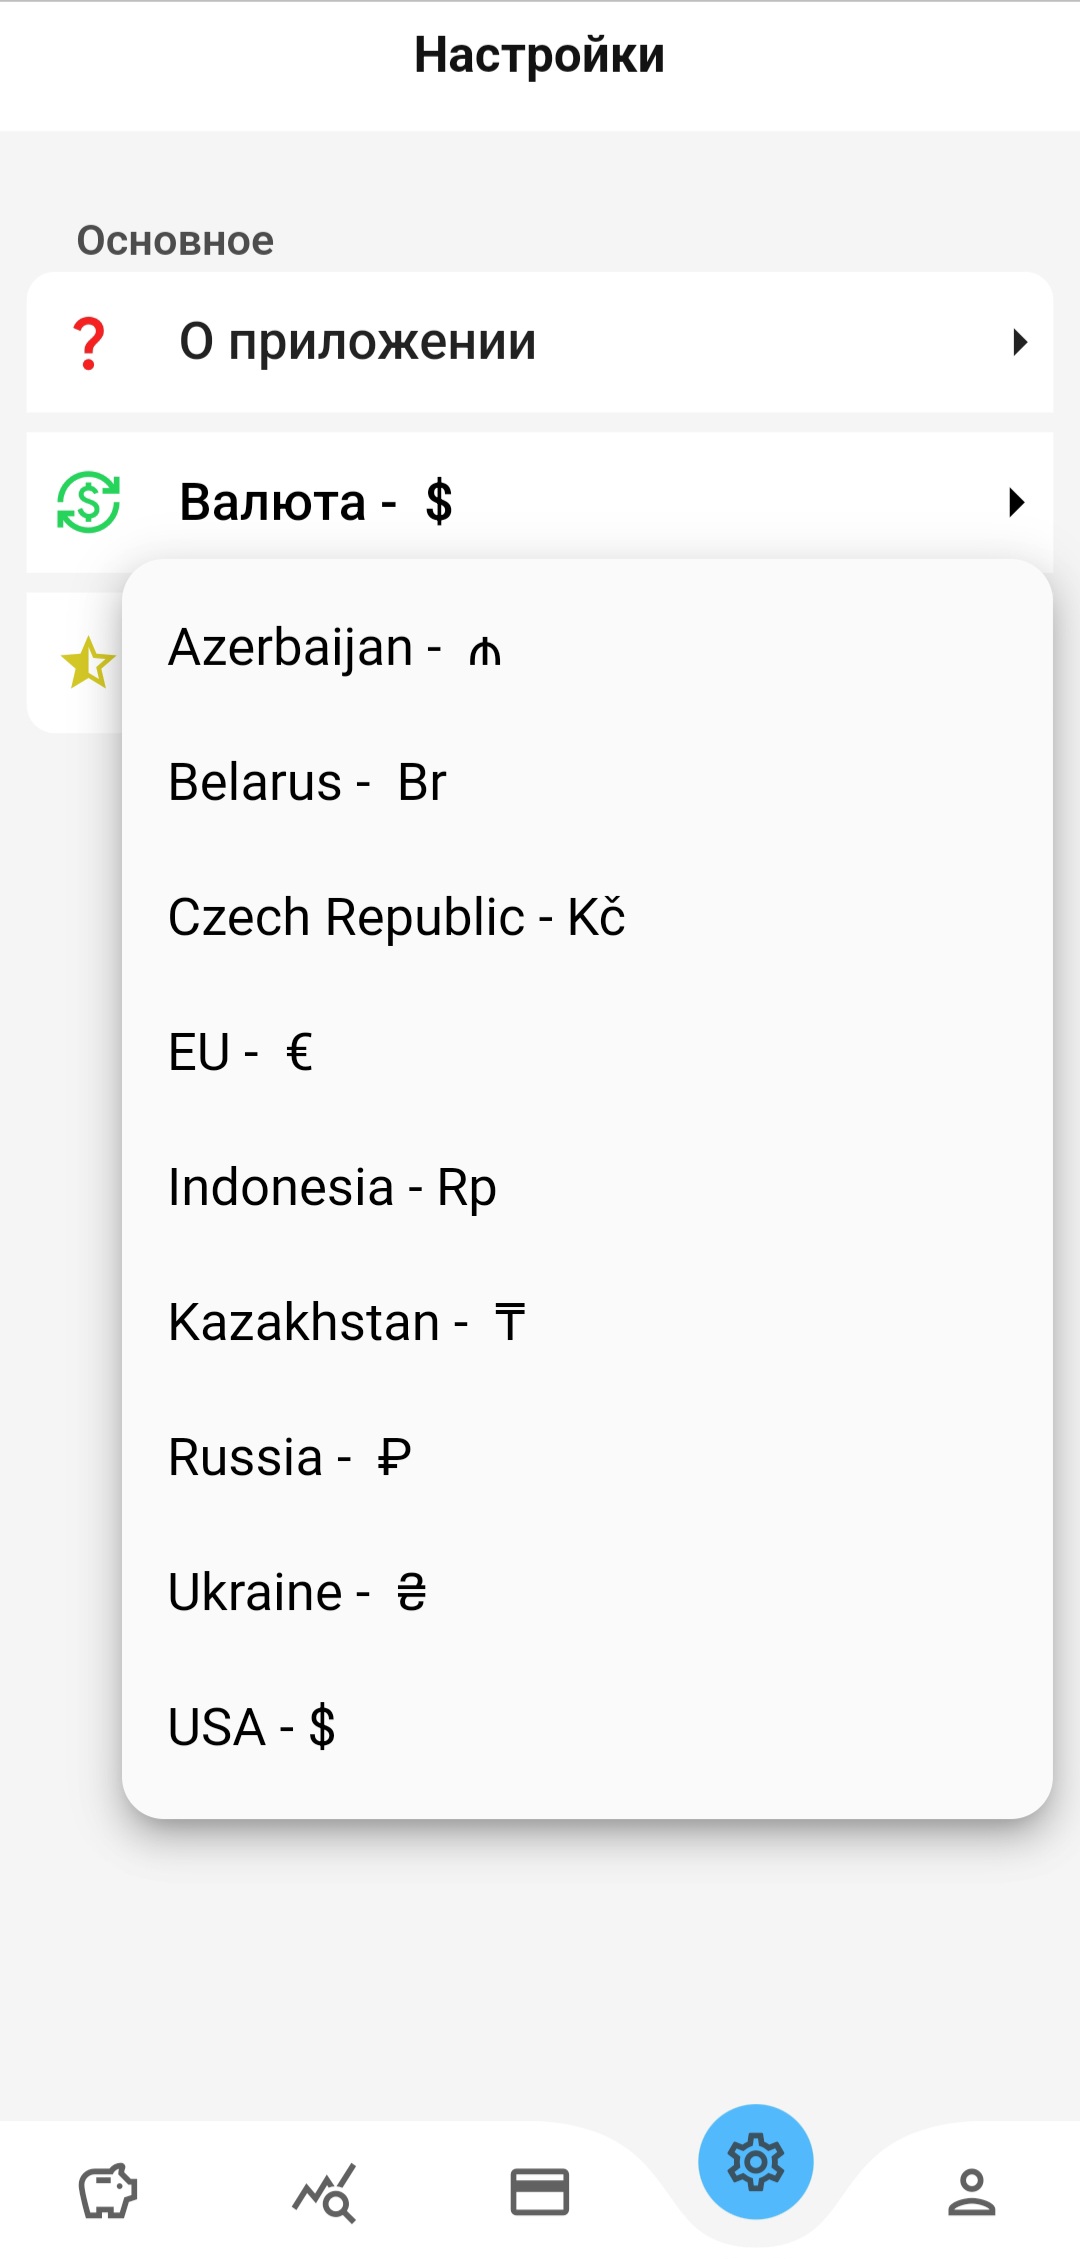 Настройки
Основное
О приложении
Валюта - $
Azerbaijan - ₼
Belarus - Br
Czech Republic - Kč
EU - €
Indonesia - Rp
Kazakhstan - ₸
Russia - ₽
Ukraine - ₴
USA - $